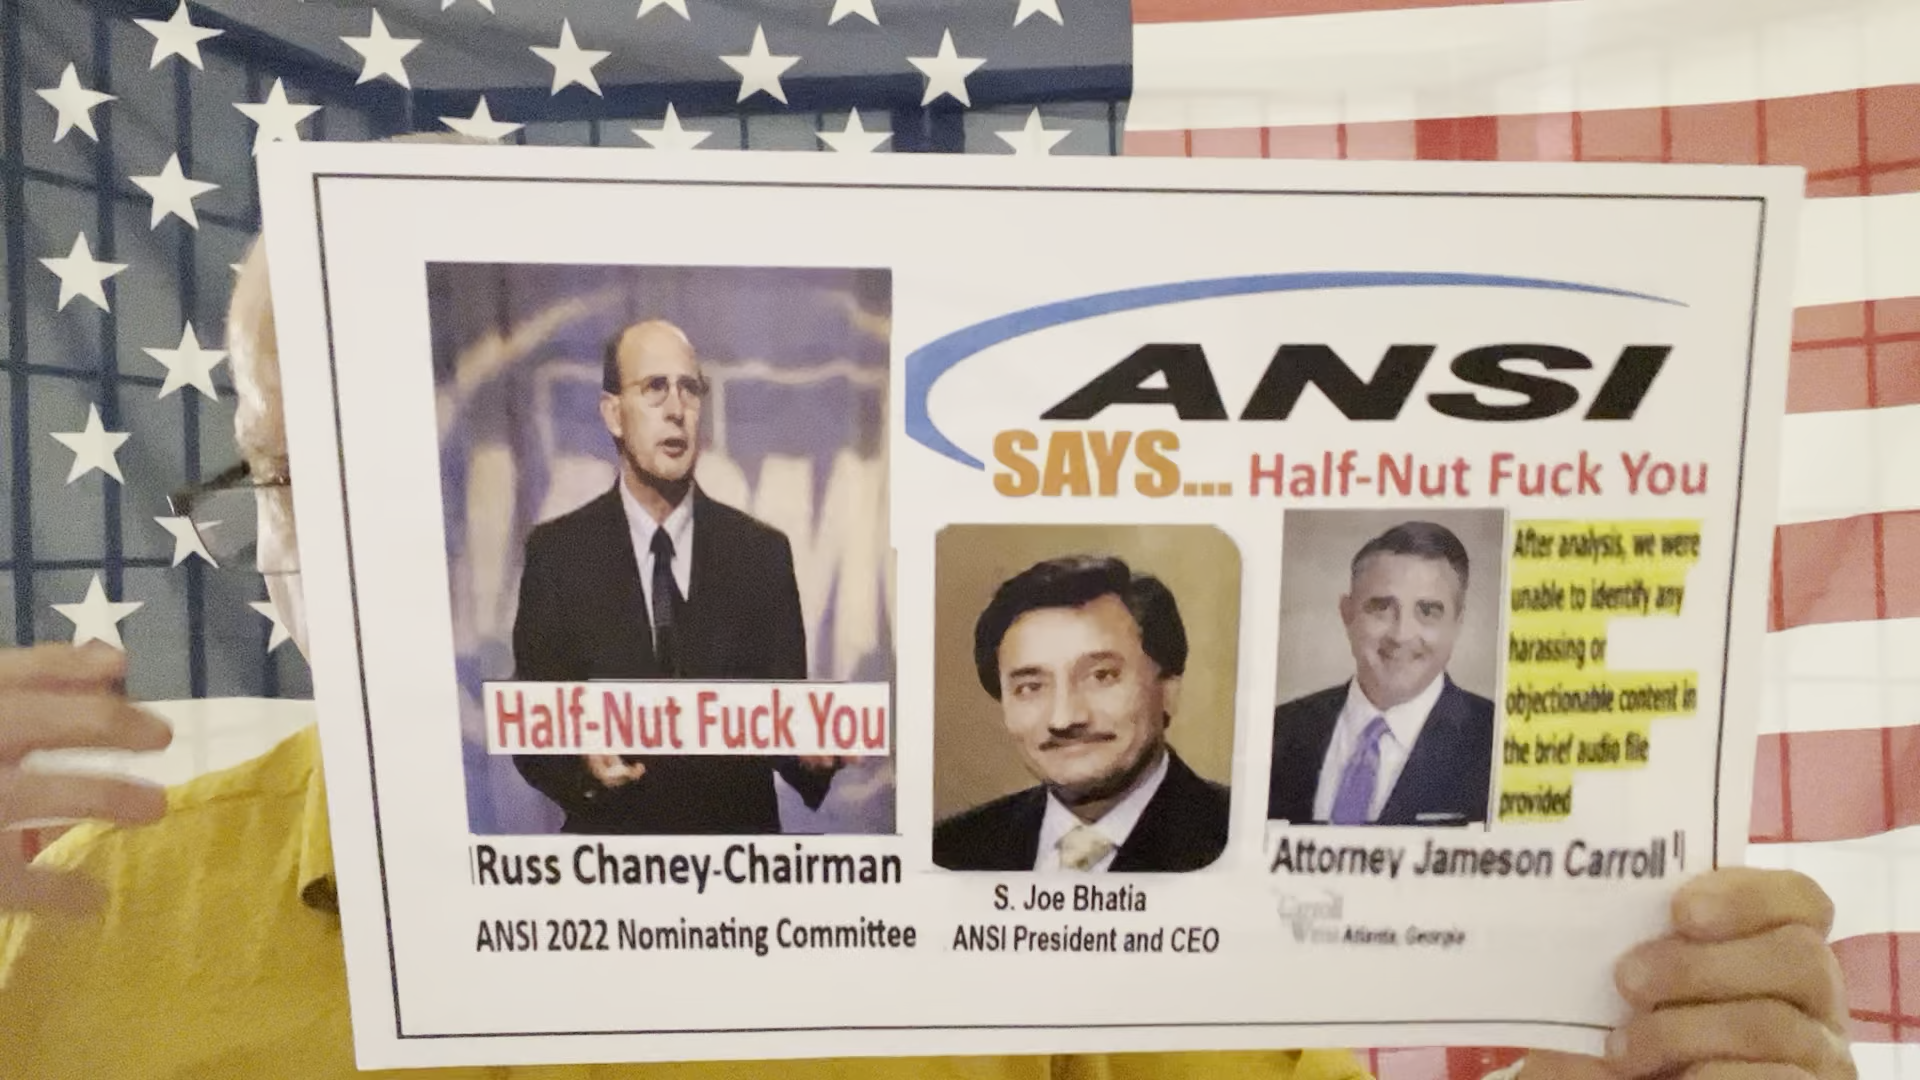 ANSI
SAYS... Half-Nut Fuck You
Half-Nut Fuck You
Russ Chaney-Chairman
ANSI 2022 Nominating Committee
S. Joe Bhatia
ANSI President and CEO
After analysis, we were
unable to identify any
harassing or
objectionable content in
the brief audio file
provided
Attorney Jameson Carroll
Carroll
Atlanta, Georgia